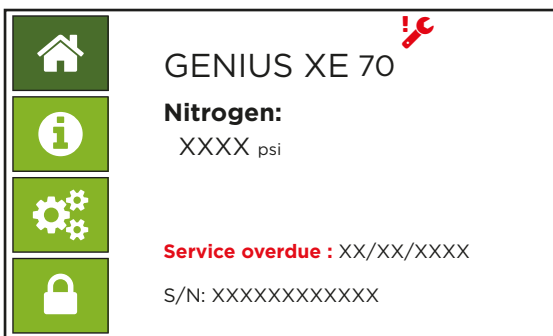 GENIUS XE 70
Nitrogen:
XXXX psi
Service overdue : XX/XX/XXXX
S/N: XXXXXXXXXXXX